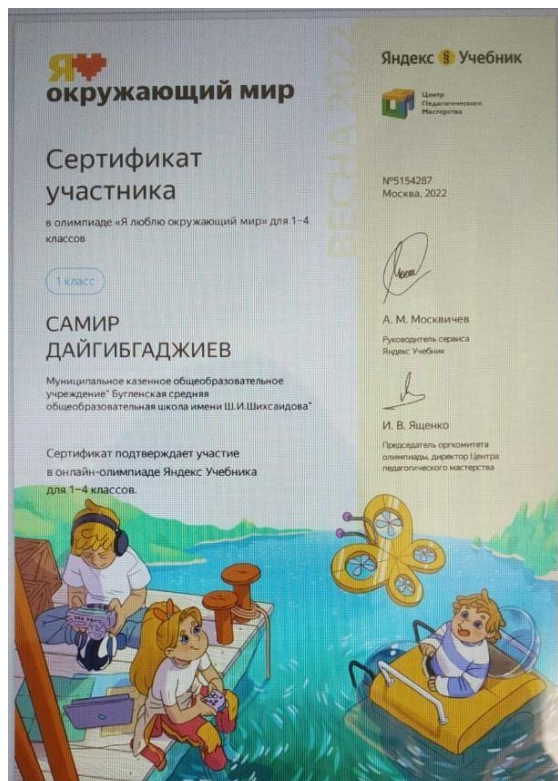 Я
окружающий мир
Сертификат
участника
в олимпиаде «Я люблю окружающий мир» для 1–4
классов
1 класс
САМИР
ДАЙГИБГАДЖИЕВ
Муниципальное казенное общеобразовательное
учреждение" Бугленская средняя
общеобразовательная школа имени Ш.И.Шихсаидова"
Сертификат подтверждает участие
в онлайн-олимпиаде Яндекс Учебника
для 1–4 классов.
ВЕСНА 2022
Яндекс § Учебник
Центр
Педагогического
Мастерства
№5154287
Москва, 2022
А. М. Москвичев
Руководитель сервиса
Яндекс Учебник
И. В. Ященко
Председатель оргкомитета
олимпиады, директор Центра
педагогического мастерства